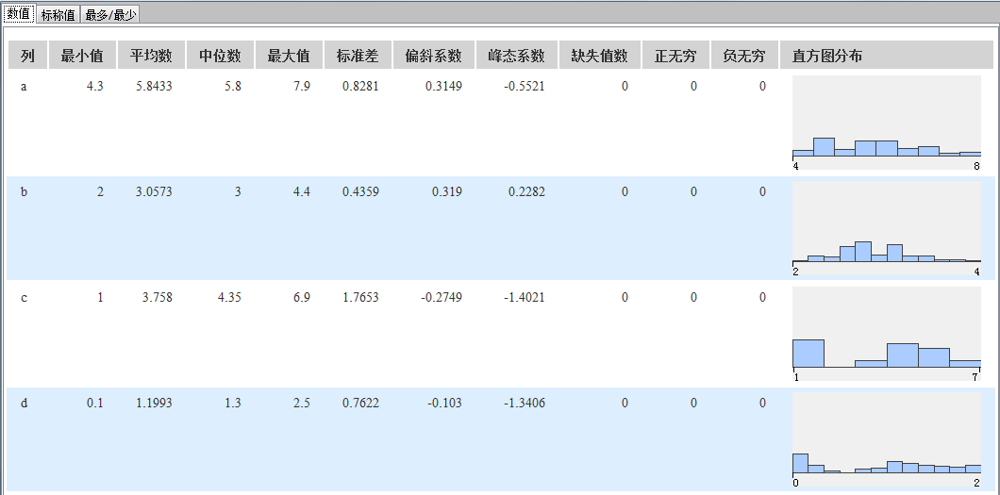 数值 标称值 最多/最少
列 最小值 平均数 中位数 最大值 标准差 偏斜系数 峰态系数 缺失值数 正无穷 负无穷 直方图分布
a 4.3 5.8433 5.8 7.9 0.8281 0.3149 -0.5521 0 0 0
4 8
b 2 3.0573 3 4.4 0.4359 0.319 0.2282 0 0 0
2 4
c 1 3.758 4.35 6.9 1.7653 -0.2749 -1.4021 0 0 0
1 7
d 0.1 1.1993 1.3 2.5 0.7622 -0.103 -1.3406 0 0 0
0 2